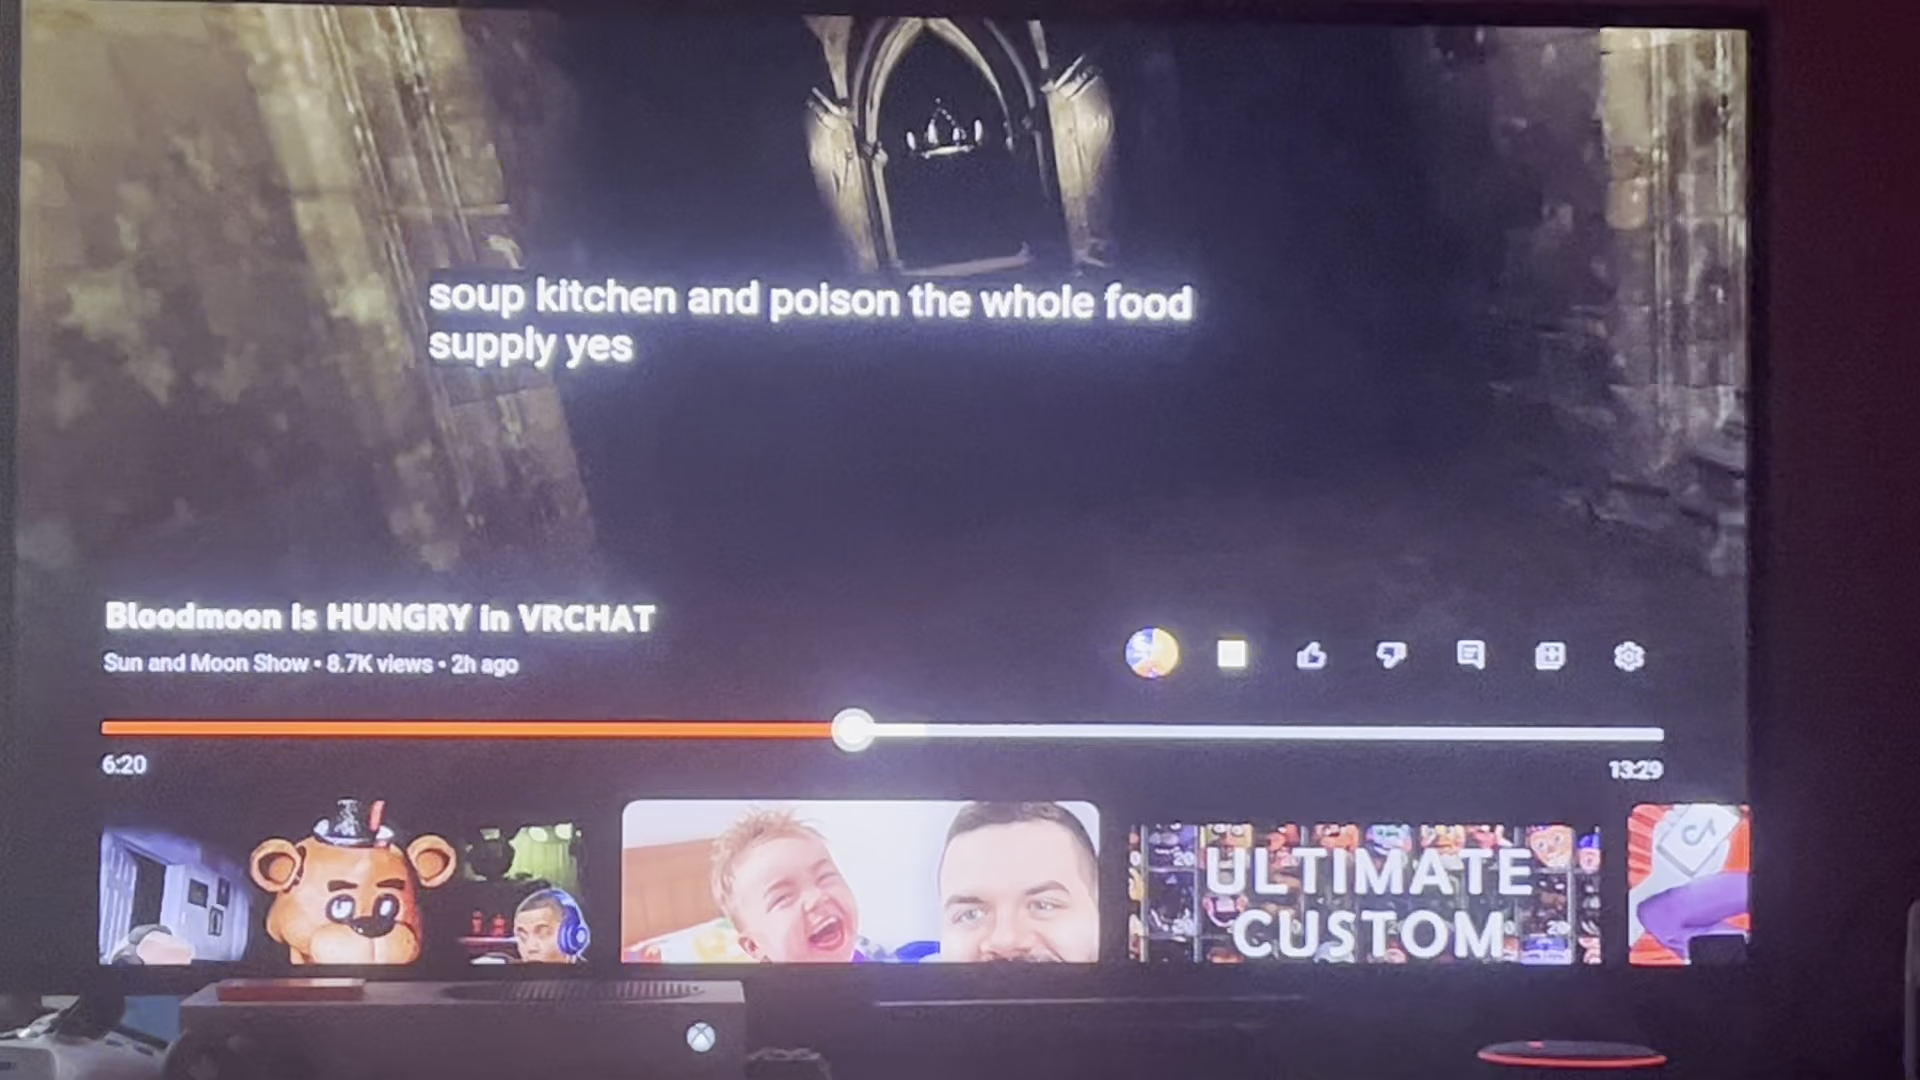 soup kitchen and poison the whole food
supply yes
Bloodmoon is HUNGRY in VRCHAT
Sun and Moon Show • 8.7K views • 2h ago
6:20
13:29
ULTIMATE
CUSTOM